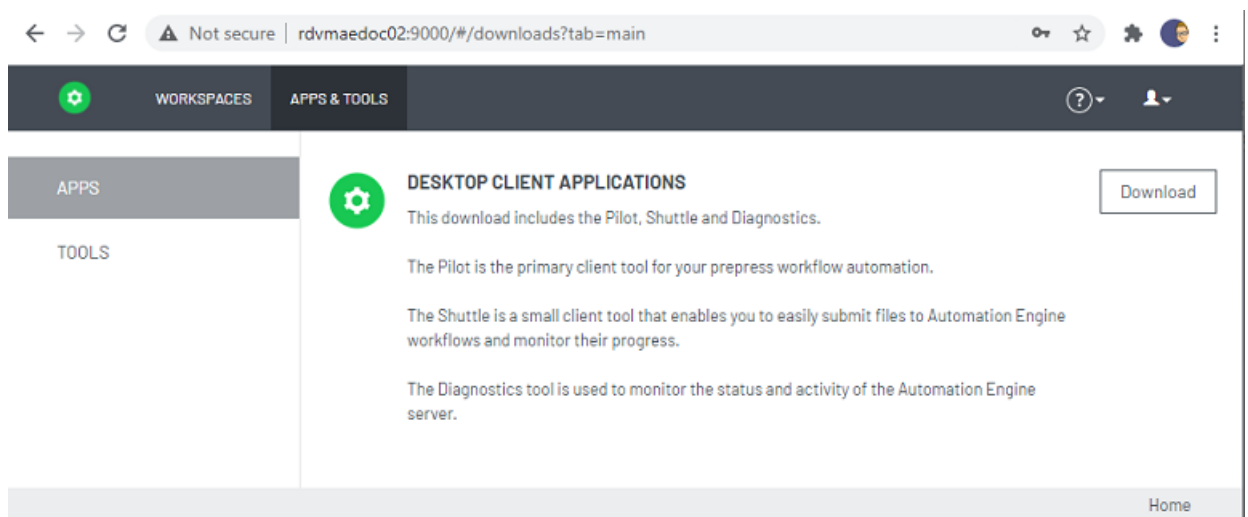 Not secure | rdvmaedoc02:9000/#/downloads?tab=main
WORKSPACES APPS & TOOLS
APPS
TOOLS
DESKTOP CLIENT APPLICATIONS
Download
This download includes the Pilot, Shuttle and Diagnostics.
The Pilot is the primary client tool for your prepress workflow automation.
The Shuttle is a small client tool that enables you to easily submit files to Automation Engine
workflows and monitor their progress.
The Diagnostics tool is used to monitor the status and activity of the Automation Engine
server.
Home